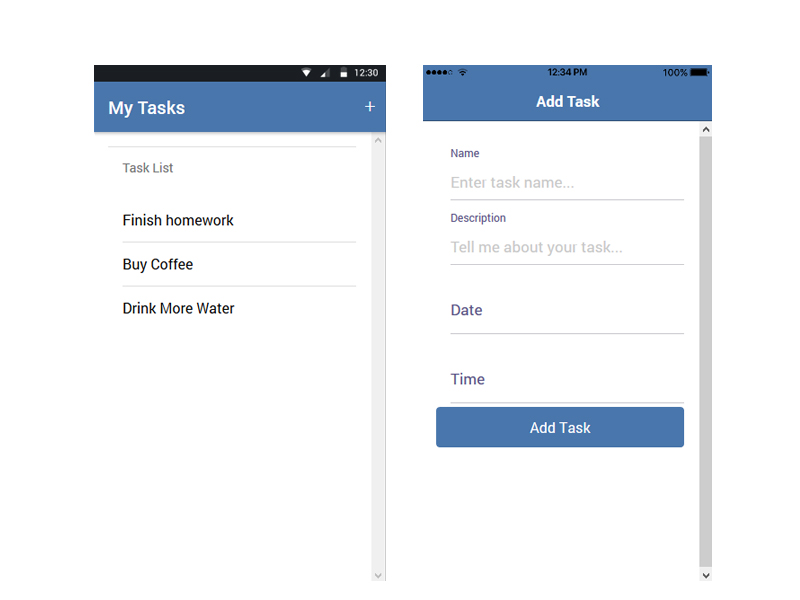 12:30
My Tasks +
Task List
Finish homework
Buy Coffee
Drink More Water
12:34 PM 100%
Add Task
Name
Enter task name...
Description
Tell me about your task...
Date
Time
Add Task